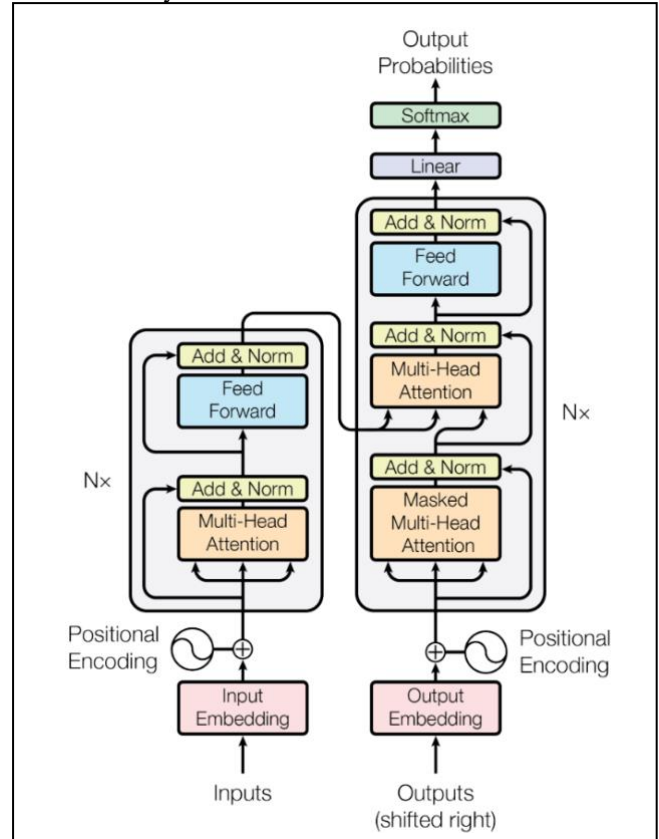 Output
Probabilities
Softmax
Linear
Add & Norm
Feed
Forward
Add & Norm
Multi-Head
Attention
Nx
Add & Norm
Masked
Multi-Head
Attention
Add & Norm
Feed
Forward
Nx
Add & Norm
Multi-Head
Attention
Positional
Encoding
Positional
Encoding
Input
Embedding
Output
Embedding
Inputs
Outputs
(shifted right)